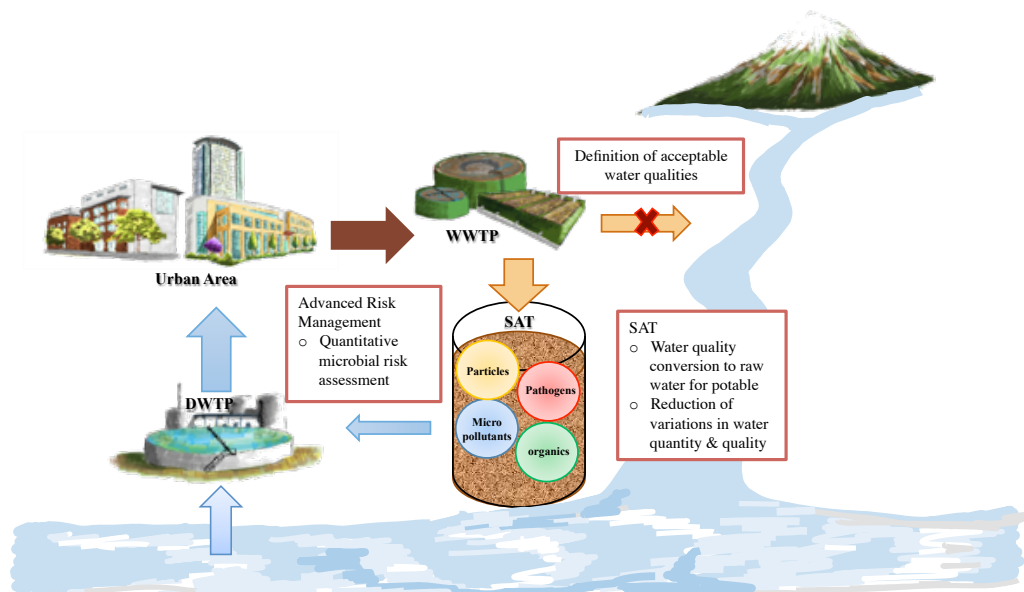 Definition of acceptable
water qualities
WWTP
Urban Area
Advanced Risk
Management
o Quantitative
microbial risk
assessment
SAT
Particles
Pathogens
Micro
pollutants
organics
SAT
o Water quality
conversion to raw
water for potable
o Reduction of
variations in water
quantity & quality
DWTP